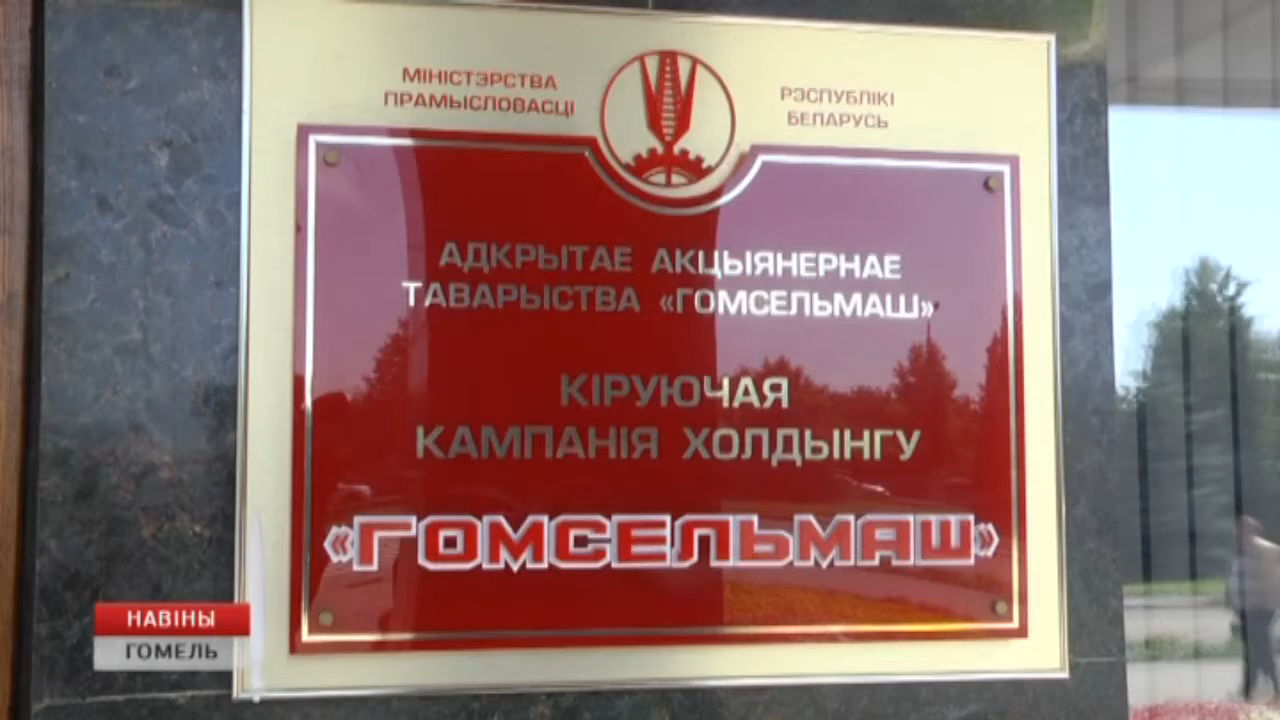 МІНІСТЭРСТВА
ПРАМЫСЛОВАСЦІ
РЭСПУБЛІКІ
БЕЛАРУСЬ
АДКРЫТАЕ АКЦЫЯНЕРНАЕ
ТАВАРЫСТВА «ГОМСЕЛЬМАШ»
КІРУЮЧАЯ
КАМПАНІЯ ХОЛДЫНГУ
«ГОМСЕЛЬМАШ»
НАВІНЫ
ГОМЕЛЬ